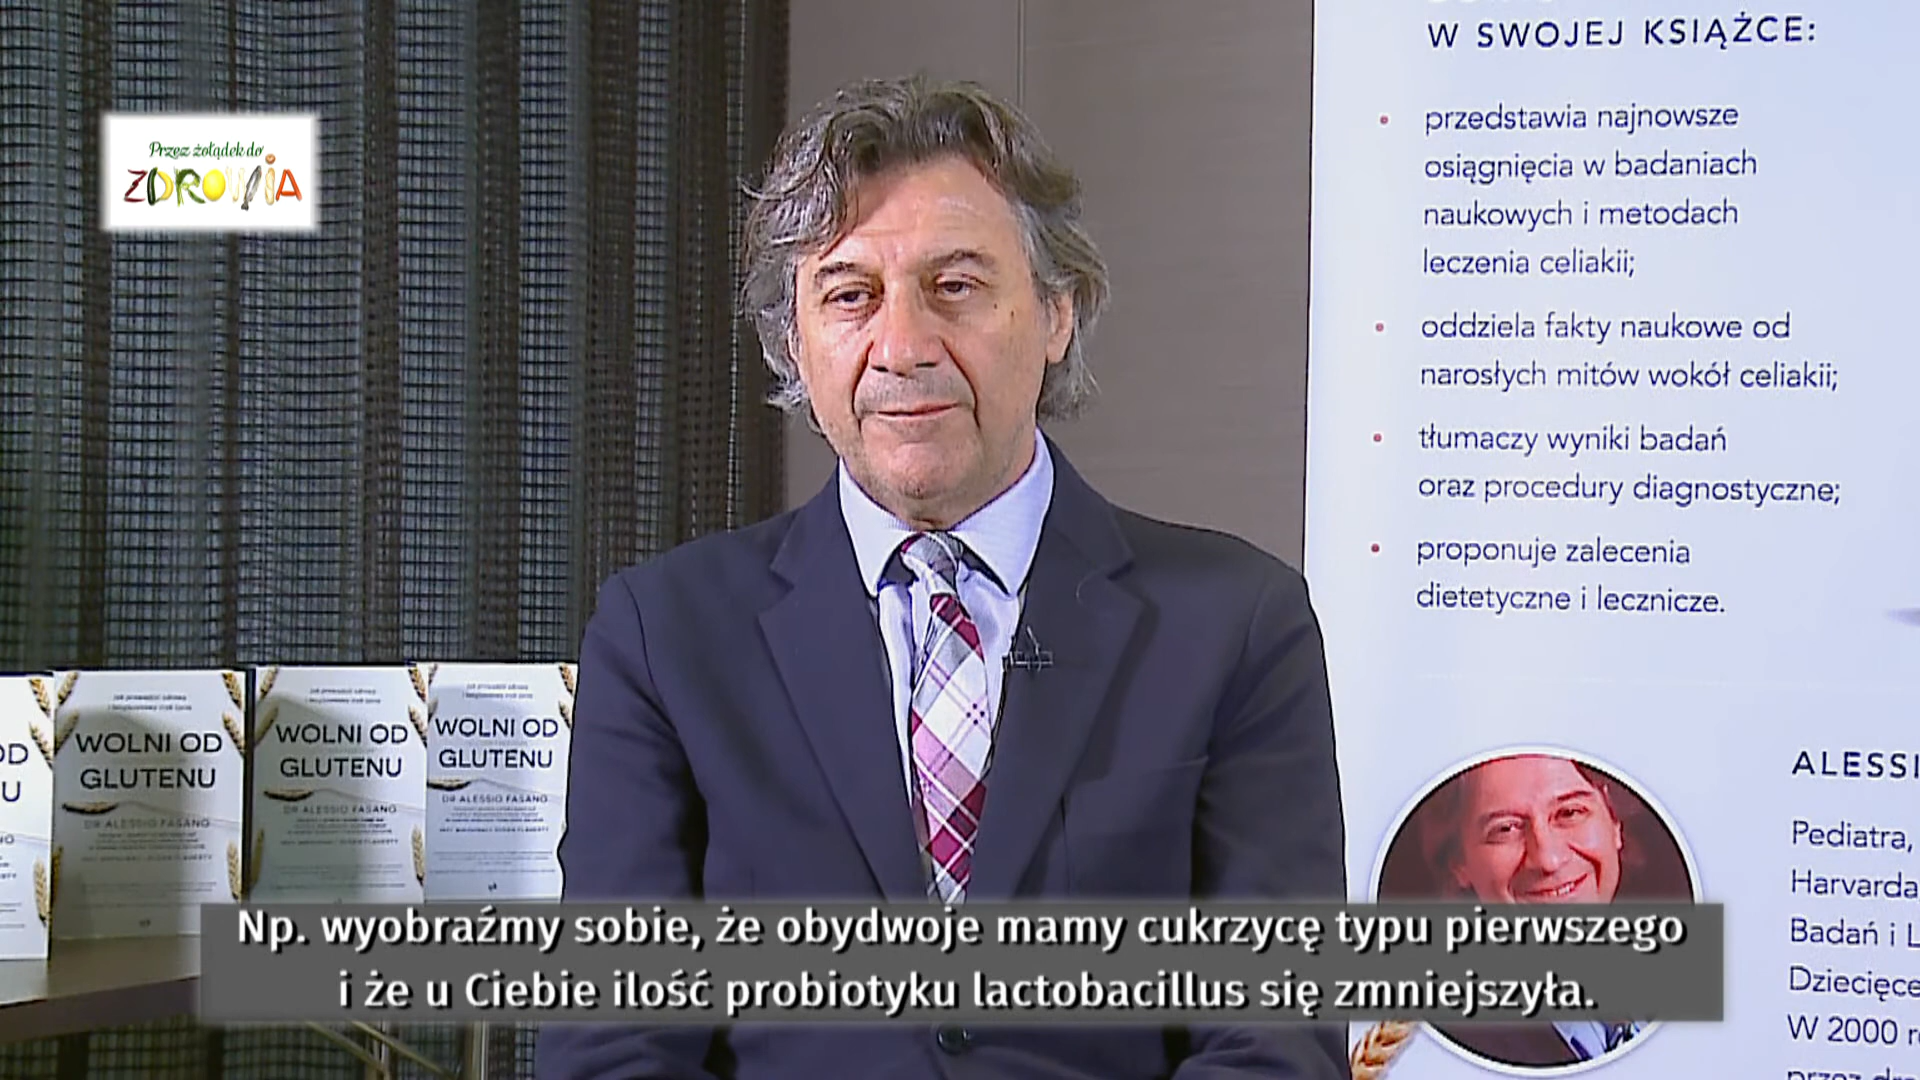 Przez żołądek do
ZDROWIA
W SWOJEJ KSIĄŻCE:
przedstawia najnowsze
osiągnięcia w badaniach
naukowych i metodach
leczenia celiakii;
oddziela fakty naukowe od
narosłych mitów wokół celiakii;
tłumaczy wyniki badań
oraz procedury diagnostyczne;
proponuje zalecenia
dietetyczne i lecznicze.
WOLNI OD
GLUTENU
DR ALESSIO FASANO
WOLNI OD
GLUTENU
DR ALESSIO FASANO
WOLNI OD
GLUTENU
DR ALESSIO FASANO
OD
U
ALESSI
Pediatra,
Harvarda
Badań i L
Dziecięce
W 2000 r
Np. wyobraźmy sobie, że obydwoje mamy cukrzycę typu pierwszego
i że u Ciebie ilość probiotyku lactobacillus się zmniejszyła.